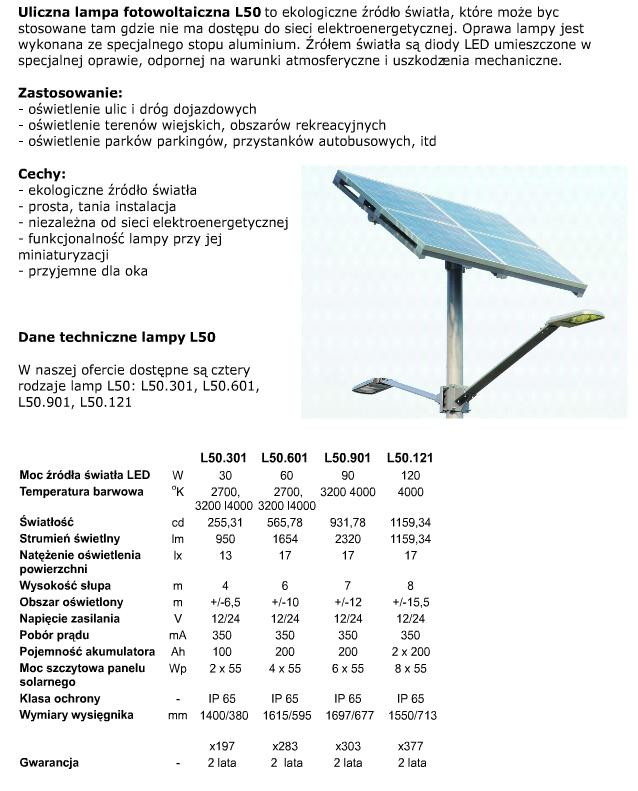 Uliczna lampa fotowoltaiczna L50 to ekologiczne źródło światła, które może byc
stosowane tam gdzie nie ma dostępu do sieci elektroenergetycznej. Oprawa lampy jest
wykonana ze specjalnego stopu aluminium. Źrółem światła są diody LED umieszczone w
specjalnej oprawie, odpornej na warunki atmosferyczne i uszkodzenia mechaniczne.
Zastosowanie:
- oświetlenie ulic i dróg dojazdowych
- oświetlenie terenów wiejskich, obszarów rekreacyjnych
- oświetlenie parków parkingów, przystanków autobusowych, itd
Cechy:
- ekologiczne źródło światła
- prosta, tania instalacja
- niezależna od sieci elektroenergetycznej
- funkcjonalność lampy przy jej
miniaturyzacji
- przyjemne dla oka
Dane techniczne lampy L50
W naszej ofercie dostępne są cztery
rodzaje lamp L50: L50.301, L50.601,
L50.901, L50.121
L50.301 L50.601 L50.901 L50.121
Moc źródła światła LED W 30 60 90 120
Temperatura barwowa °K 2700, 2700, 3200 4000 4000
3200 I4000 3200 I4000
Światłość cd 255,31 565,78 931,78 1159,34
Strumień świetlny lm 950 1654 2320 1159,34
Natężenie oświetlenia lx 13 17 17 17
powierzchni
Wysokość słupa m 4 6 7 8
Obszar oświetlony m +/-6,5 +/-10 +/-12 +/-15,5
Napięcie zasilania V 12/24 12/24 12/24 12/24
Pobór prądu mA 350 350 350 350
Pojemność akumulatora Ah 100 200 200 2 x 200
Moc szczytowa panelu Wp 2 x 55 4 x 55 6 x 55 8 x 55
solarnego
Klasa ochrony - IP 65 IP 65 IP 65 IP 65
Wymiary wysięgnika mm 1400/380 1615/595 1697/677 1550/713
x197 x283 x303 x377
Gwarancja - 2 lata 2 lata 2 lata 2 lata